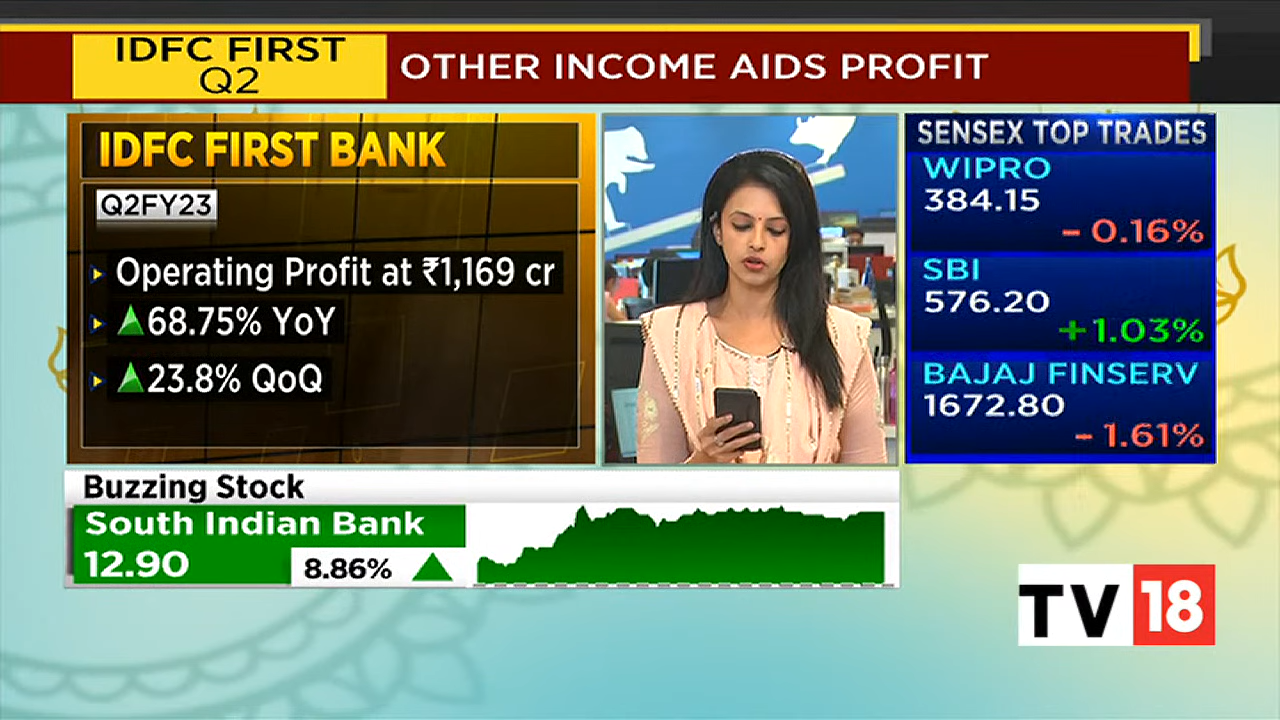 IDFC FIRST
Q2
OTHER INCOME AIDS PROFIT
IDFC FIRST BANK
Q2FY23
Operating Profit at ₹1,169 cr
68.75% YoY
23.8% QoQ
SENSEX TOP TRADES
WIPRO
384.15
- 0.16%
SBI
576.20
+1.03%
BAJAJ FINSERV
1672.80
- 1.61%
Buzzing Stock
South Indian Bank
12.90
8.86%
TV 18